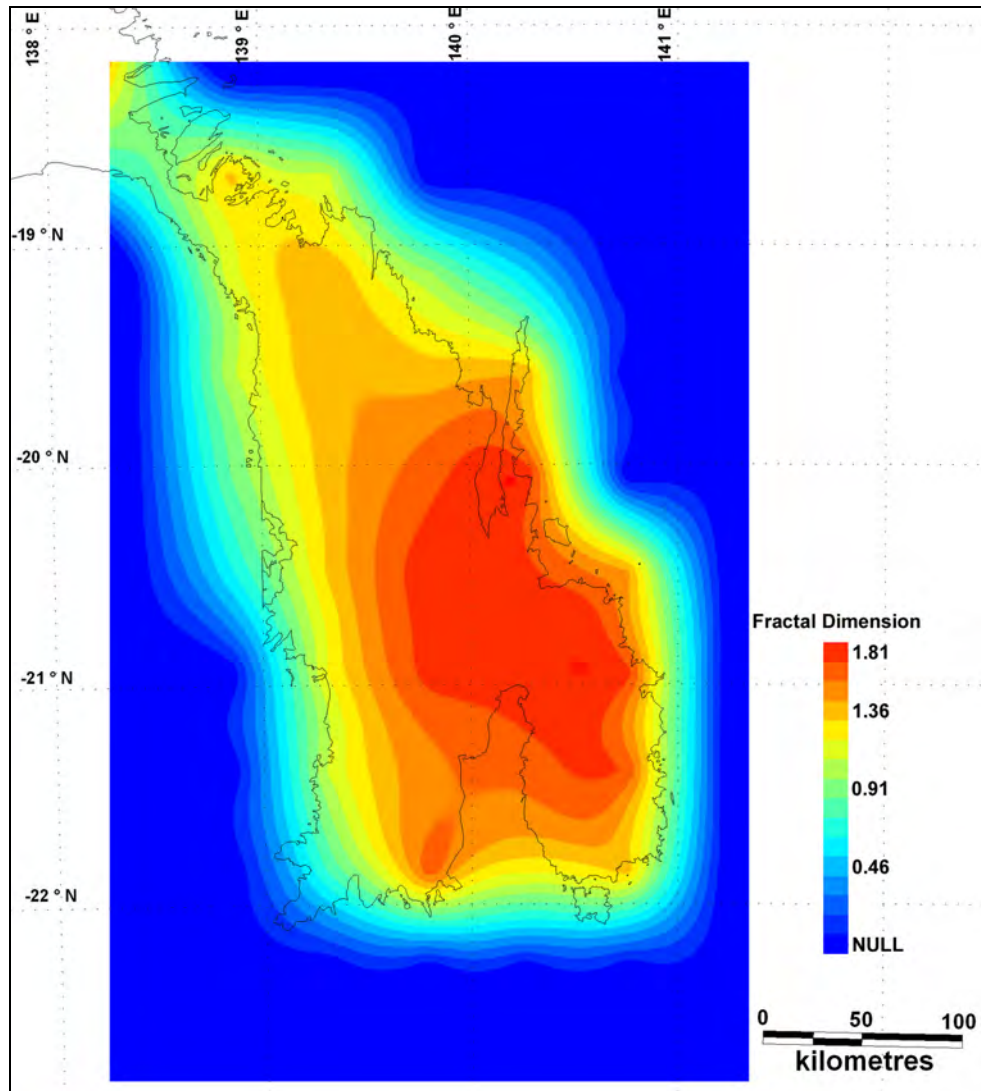 138 ° E
139 ° E
140 ° E
141 ° E
-19 ° N
-20 ° N
-21 ° N
-22 ° N
Fractal Dimension
1.81
1.36
0.91
0.46
NULL
0 50 100
kilometres